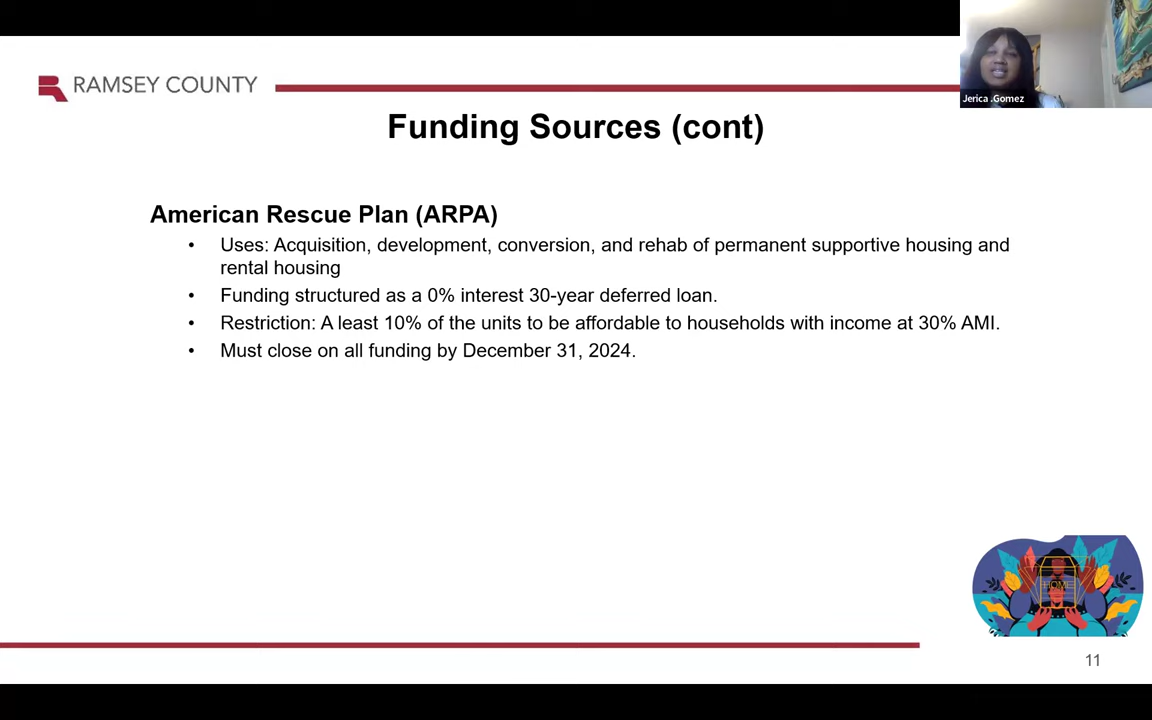 RAMSEY COUNTY
Jerica .Gomez
Funding Sources (cont)
American Rescue Plan (ARPA)
• Uses: Acquisition, development, conversion, and rehab of permanent supportive housing and
rental housing
• Funding structured as a 0% interest 30-year deferred loan.
• Restriction: A least 10% of the units to be affordable to households with income at 30% AMI.
• Must close on all funding by December 31, 2024.
HOME
11